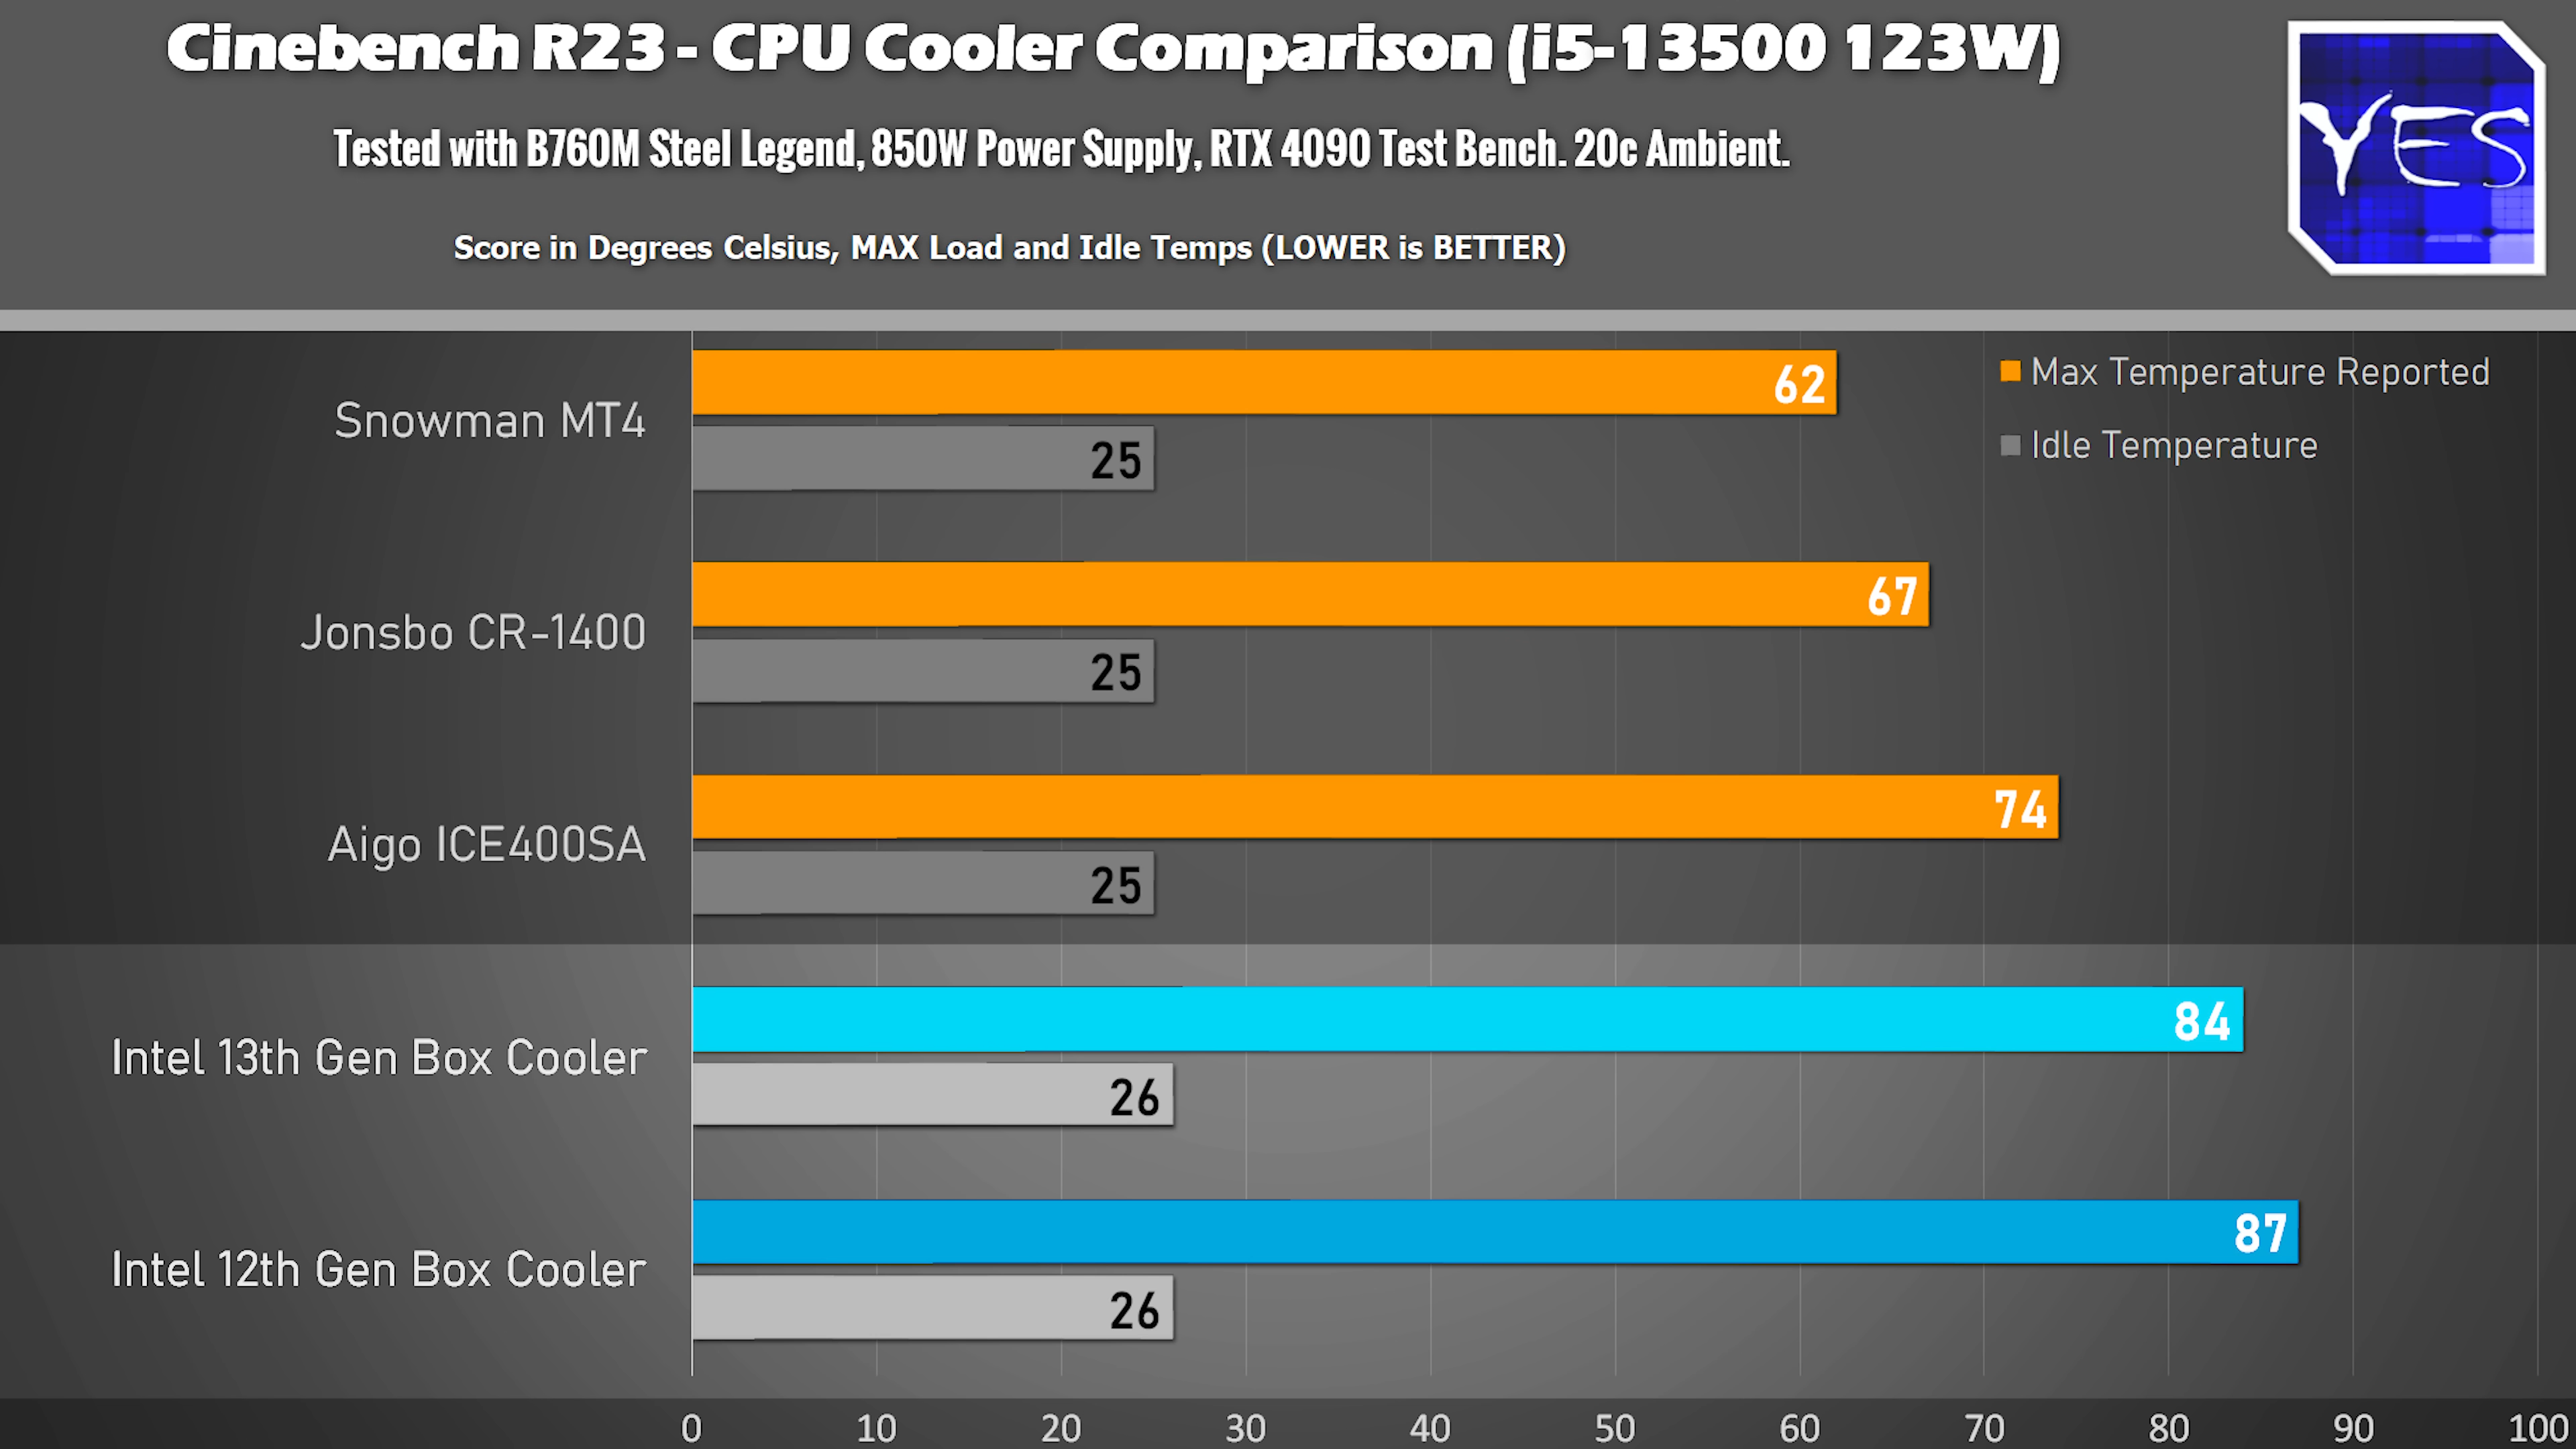 Cinebench R23 - CPU Cooler Comparison (i5-13500 123W)
YES
Tested with B760M Steel Legend, 850W Power Supply, RTX 4090 Test Bench. 20c Ambient.
Score in Degrees Celsius, MAX Load and Idle Temps (LOWER is BETTER)
Max Temperature Reported
Idle Temperature
Snowman MT4
62
25
Jonsbo CR-1400
67
25
Aigo ICE400SA
74
25
Intel 13th Gen Box Cooler
84
26
Intel 12th Gen Box Cooler
87
26
0 10 20 30 40 50 60 70 80 90 100